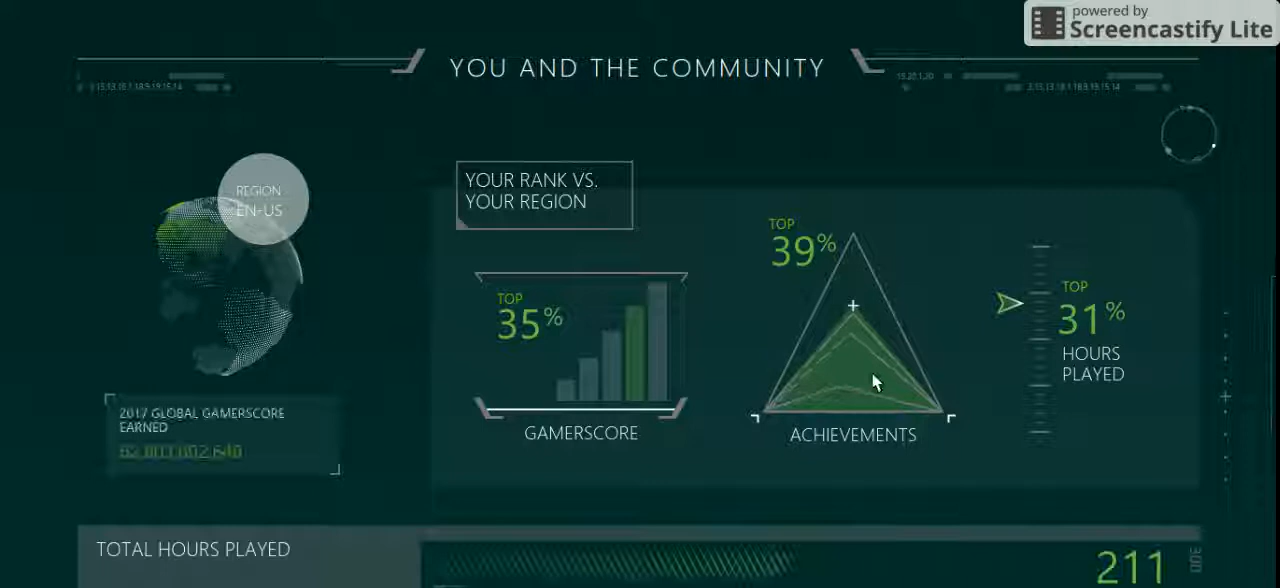 powered by
Screencastify Lite
YOU AND THE COMMUNITY
REGION
EN-US
YOUR RANK VS.
YOUR REGION
TOP
35%
GAMERSCORE
TOP
39%
ACHIEVEMENTS
TOP
31%
HOURS
PLAYED
2017 GLOBAL GAMERSCORE
EARNED
TOTAL HOURS PLAYED
211